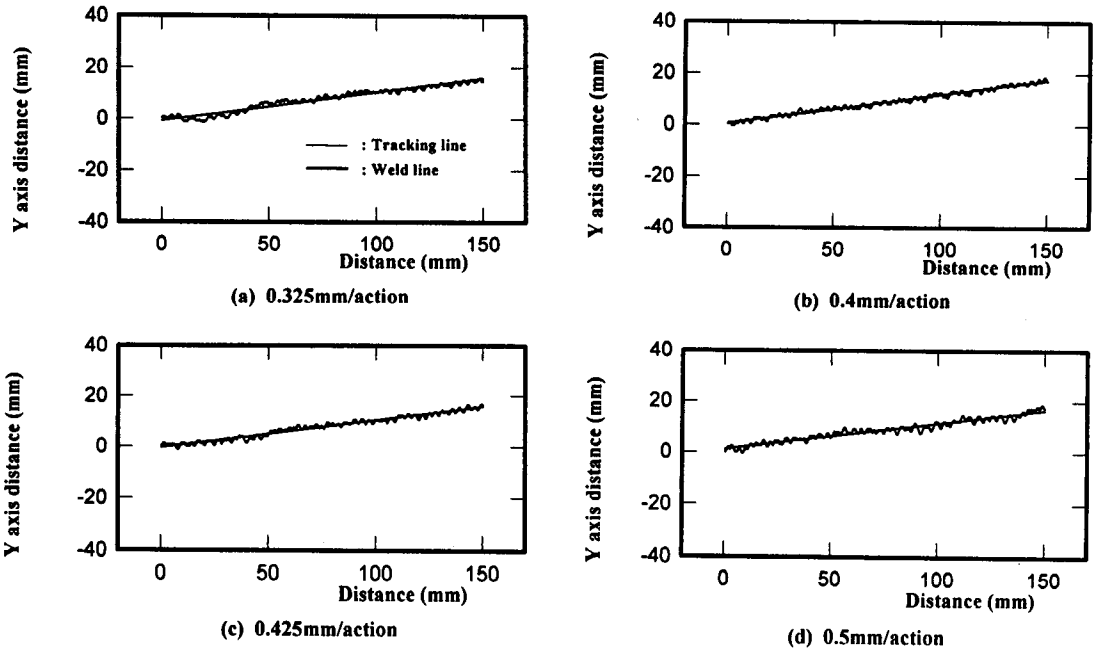 40
20
0
-20
-40
Y axis distance (mm)
: Tracking line
: Weld line
0 50 100 150
Distance (mm)
(a) 0.325mm/action
40
20
0
-20
-40
Y axis distance (mm)
0 50 100 150
Distance (mm)
(b) 0.4mm/action
40
20
0
-20
-40
Y axis distance (mm)
0 50 100 150
Distance (mm)
(c) 0.425mm/action
40
20
0
-20
-40
Y axis distance (mm)
0 50 100 150
Distance (mm)
(d) 0.5mm/action